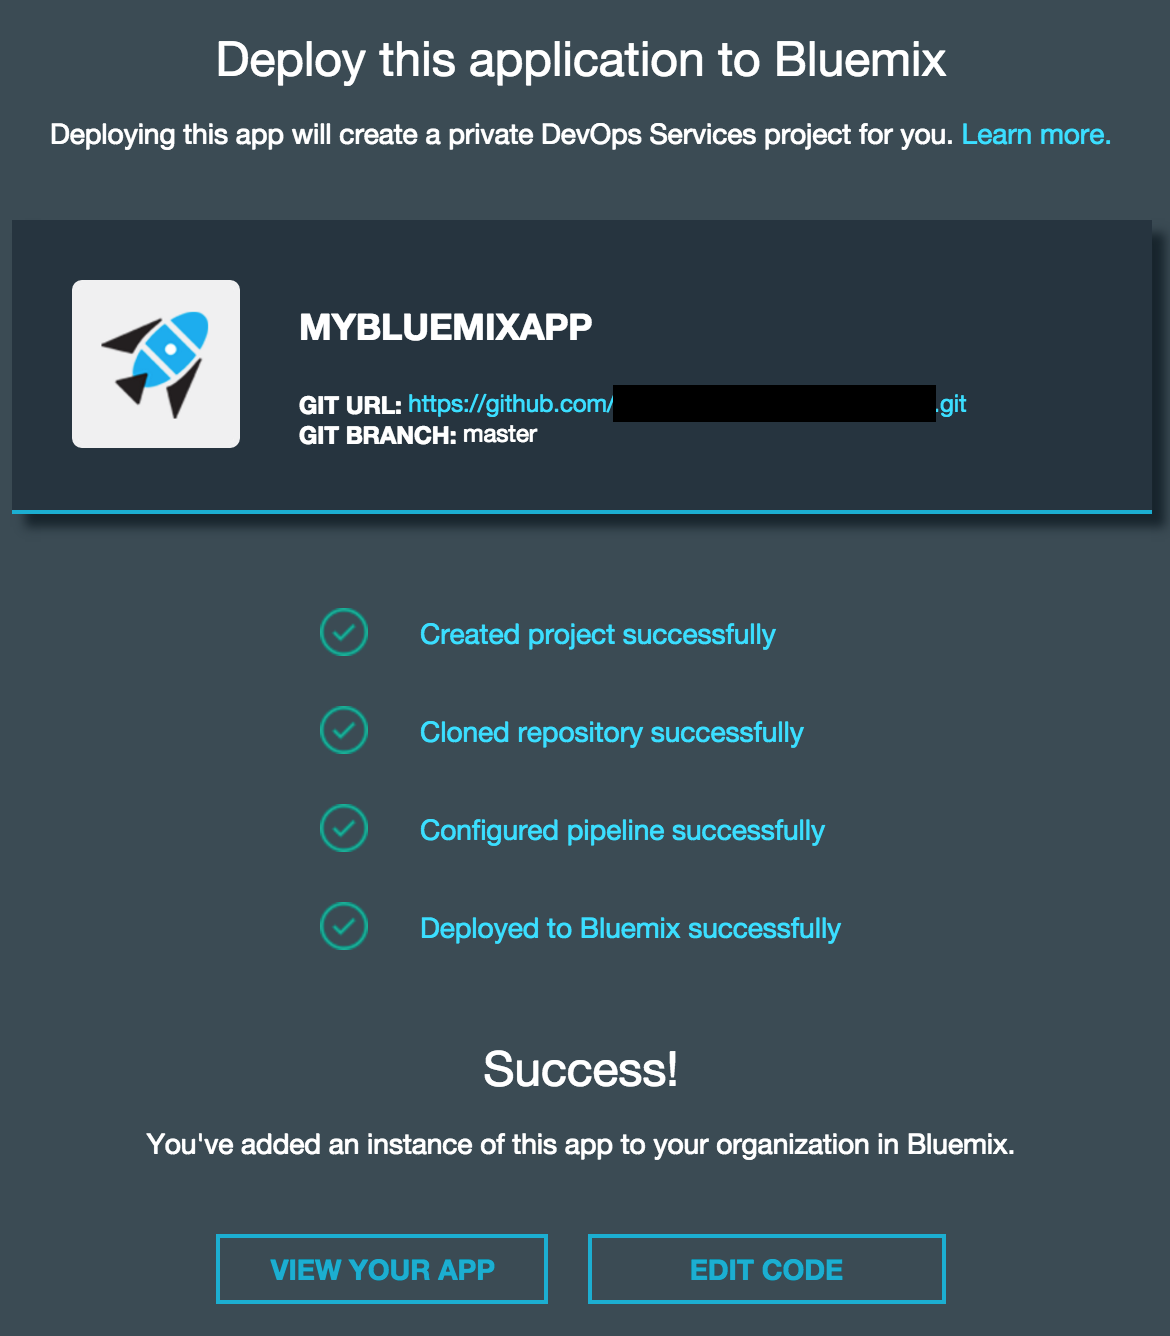 Deploy this application to Bluemix
Deploying this app will create a private DevOps Services project for you. Learn more.
MYBLUEMIXAPP
GIT URL: https://github.com/ .git
GIT BRANCH: master
Created project successfully
Cloned repository successfully
Configured pipeline successfully
Deployed to Bluemix successfully
Success!
You've added an instance of this app to your organization in Bluemix.
VIEW YOUR APP
EDIT CODE